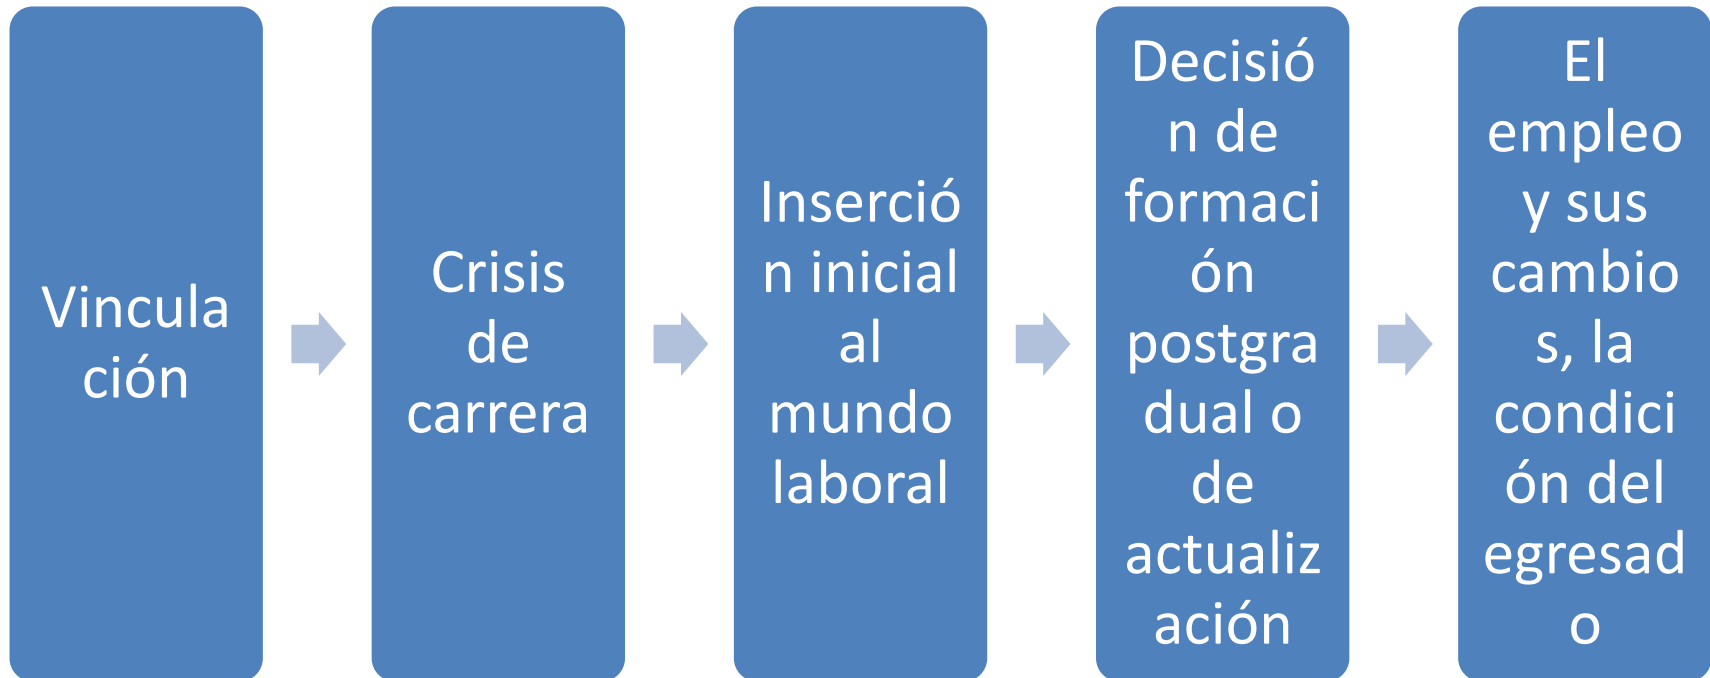 Vincula
ción
Crisis
de
carrera
Inserció
n inicial
al
mundo
laboral
Decisió
n de
formaci
ón
postgra
dual o
de
actualiz
ación
El
empleo
y sus
cambio
s, la
condici
ón del
egresad
o